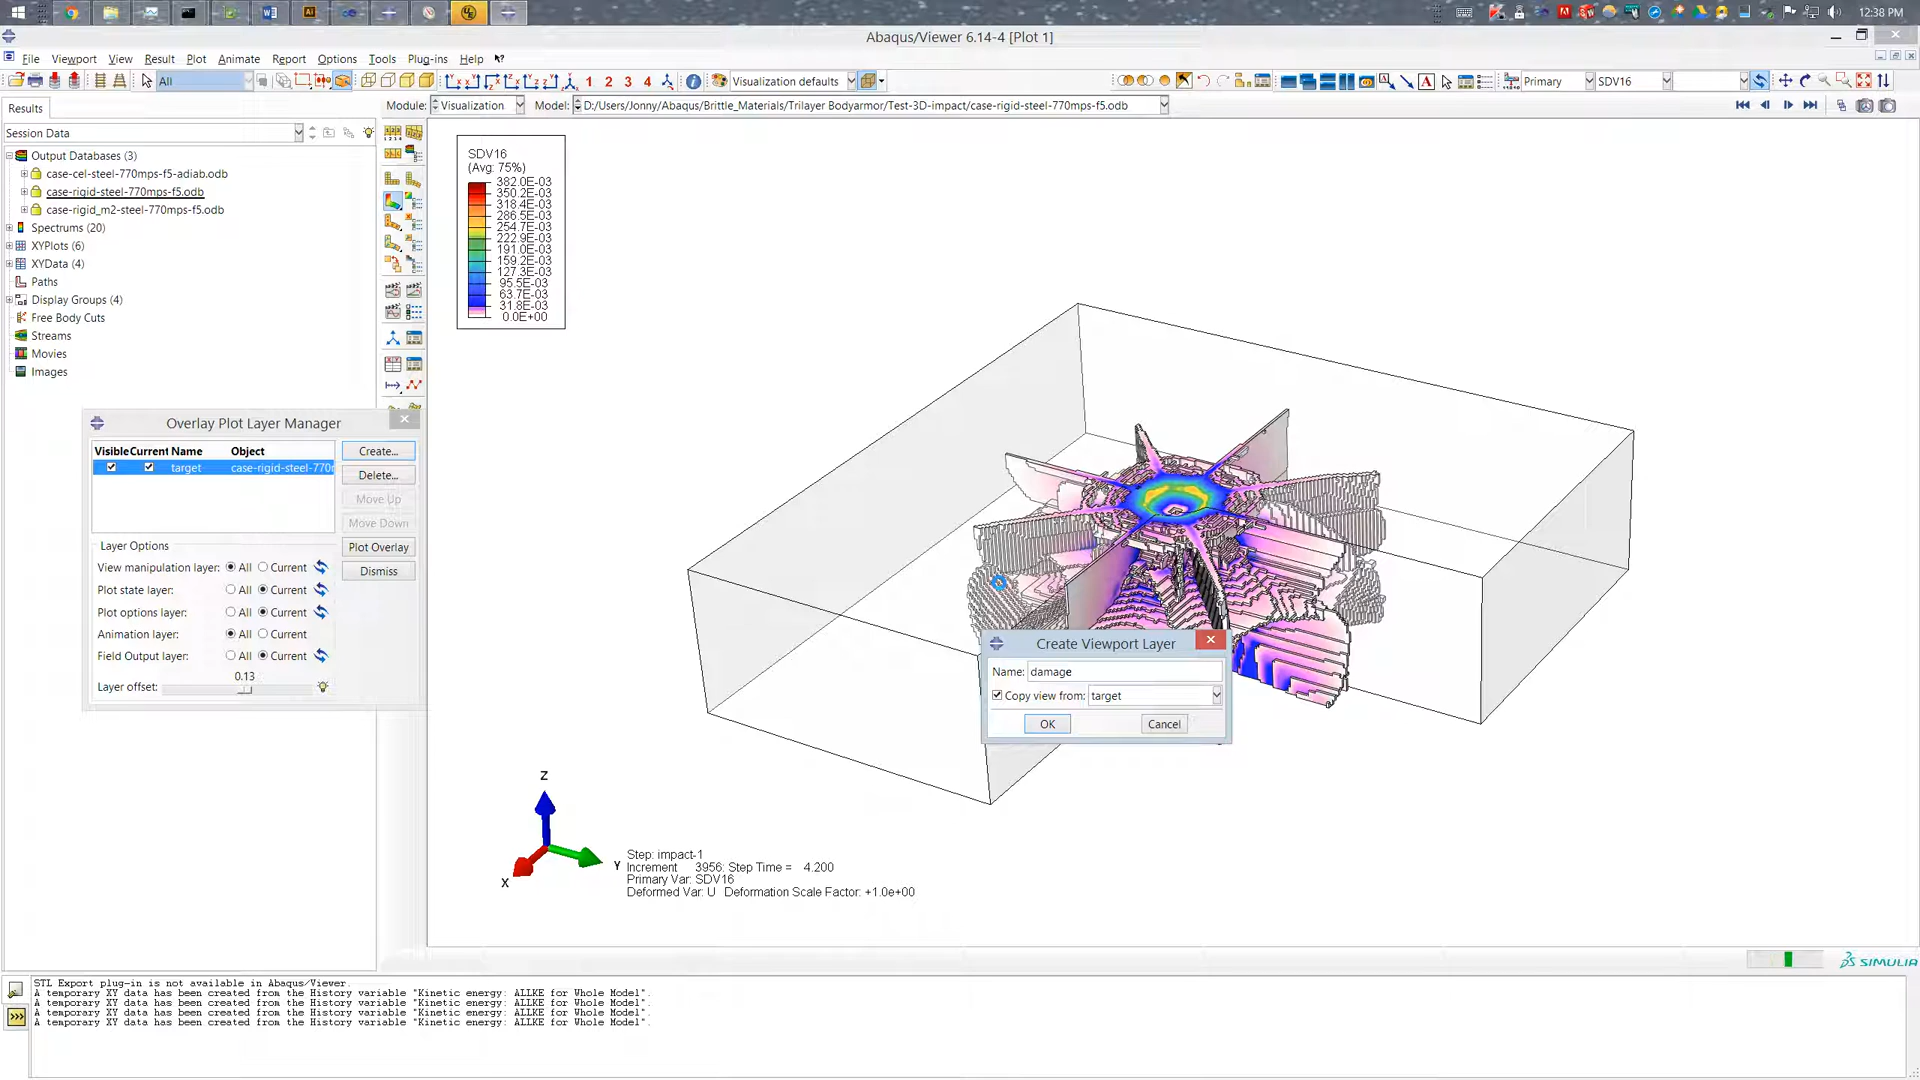 12:38 PM
Abaqus/Viewer 6.14-4 [Plot 1]
File Viewport View Result Plot Animate Report Options Tools Plug-ins Help
All
1 2 3 4
Visualization defaults
Primary
SDV16
Results
Module: Visualization
Model: D:/Users/Jonny/Abaqus/Brittle_Materials/Trilayer Bodyarmor/Test-3D-impact/case-rigid-steel-770mps-f5.odb
Session Data
Output Databases (3)
case-cel-steel-770mps-f5-adiab.odb
case-rigid-steel-770mps-f5.odb
case-rigid_m2-steel-770mps-f5.odb
Spectrums (20)
XYPlots (6)
XYData (4)
Paths
Display Groups (4)
Free Body Cuts
Streams
Movies
Images
SDV16
(Avg: 75%)
382.0E-03
350.2E-03
318.4E-03
286.5E-03
254.7E-03
222.9E-03
191.0E-03
159.2E-03
127.3E-03
95.5E-03
63.7E-03
31.8E-03
0.0E+00
Overlay Plot Layer Manager
Visible Current Name Object
target case-rigid-steel-770m
Create...
Delete...
Move Up
Move Down
Plot Overlay
Dismiss
Layer Options
View manipulation layer: All Current
Plot state layer: All Current
Plot options layer: All Current
Animation layer: All Current
Field Output layer: All Current
0.13
Layer offset:
Create Viewport Layer
Name: damage
Copy view from: target
OK
Cancel
Z
Y
X
Step: impact-1
Increment 3956: Step Time = 4.200
Primary Var: SDV16
Deformed Var: U Deformation Scale Factor: +1.0e+00
SIMULIA
STL Export plug-in is not available in Abaqus/Viewer.
A temporary XY data has been created from the History variable "Kinetic energy: ALLKE for Whole Model".
A temporary XY data has been created from the History variable "Kinetic energy: ALLKE for Whole Model".
A temporary XY data has been created from the History variable "Kinetic energy: ALLKE for Whole Model".
A temporary XY data has been created from the History variable "Kinetic energy: ALLKE for Whole Model".